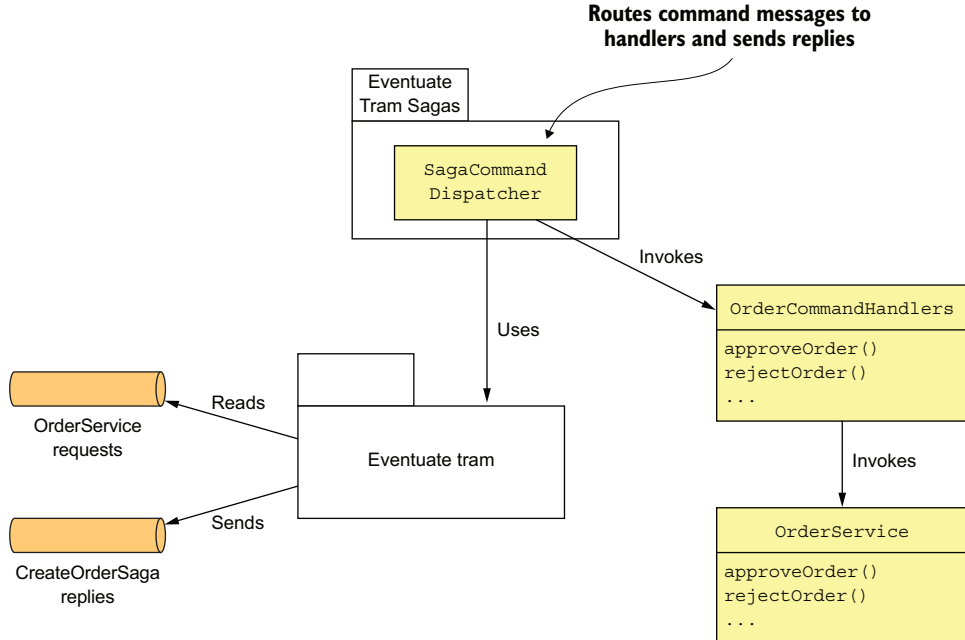 Routes command messages to
handlers and sends replies
Eventuate
Tram Sagas
SagaCommand
Dispatcher
Invokes
Uses
OrderCommandHandlers
approveOrder()
rejectOrder()
...
Reads
OrderService
requests
Eventuate tram
Invokes
Sends
CreateOrderSaga
replies
OrderService
approveOrder()
rejectOrder()
...